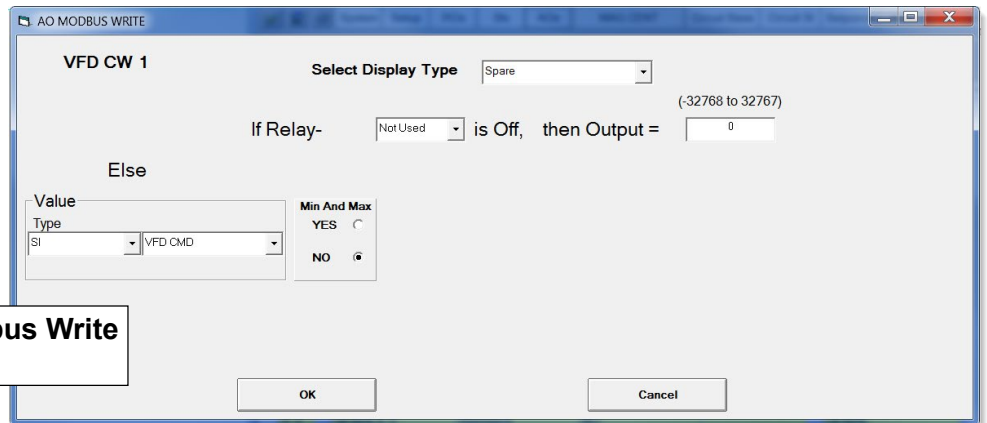 AO MODBUS WRITE
VFD CW 1
Select Display Type Spare
(-32768 to 32767)
If Relay- Not Used is Off, then Output = 0
Else
Value
Type
SI VFD CMD
Min And Max
YES
NO
Write
OK Cancel